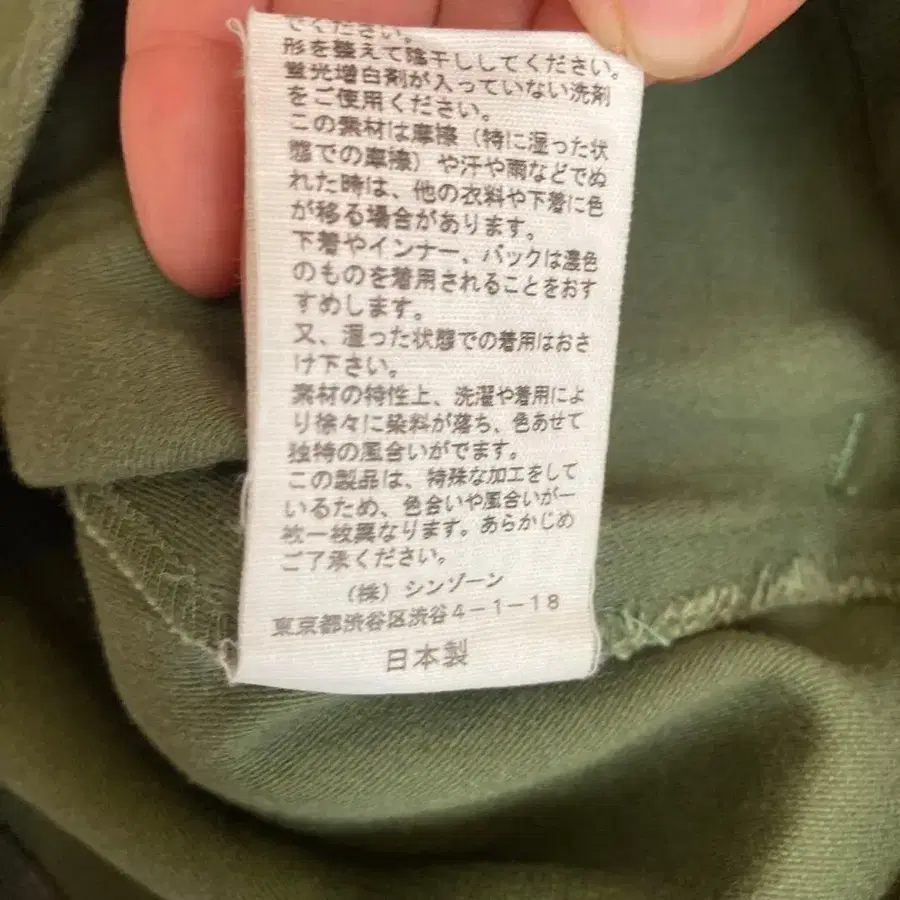 でください。
形を整えて陰干ししてください。
蛍光増白剤が入っていない洗剤
をご使用ください。
この素材は摩擦（特に湿った状
態での摩擦）や汗や雨などでぬ
れた時は、他の衣料や下着に色
が移る場合があります。
下着やインナー、バックは濃色
のものを着用されることをおす
すめします。
又、湿った状態での着用はおさ
け下さい。
素材の特性上、洗濯や着用によ
り徐々に染料が落ち、色あせて
独特の風合いがでます。
この製品は、特殊な加工をして
いるため、色合いや風合いが一
枚一枚異なります。あらかじめ
ご了承ください。
（株）シンゾーン
東京都渋谷区渋谷4-1-18
日本製